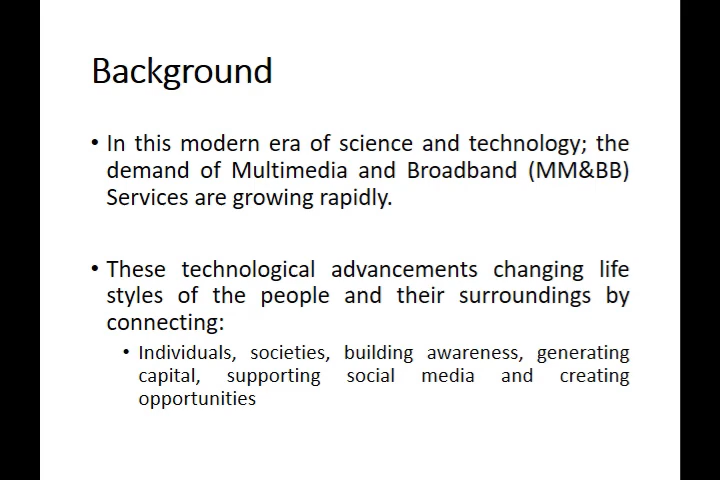 Background
• In this modern era of science and technology; the
demand of Multimedia and Broadband (MM&BB)
Services are growing rapidly.
• These technological advancements changing life
styles of the people and their surroundings by
connecting:
• Individuals, societies, building awareness, generating
capital, supporting social media and creating
opportunities